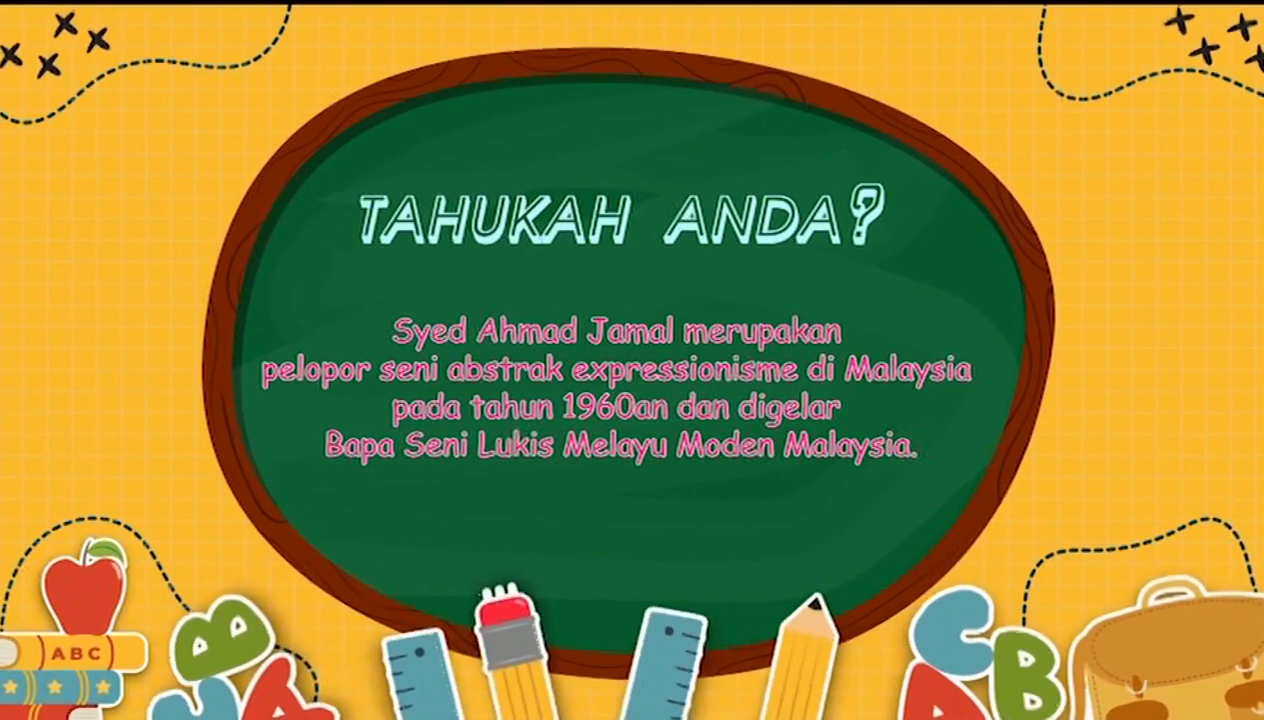 TAHUKAH ANDA?
Syed Ahmad Jamal merupakan
pelopor seni abstrak expressionisme di Malaysia
pada tahun 1960an dan digelar
Bapa Seni Lukis Melayu Moden Malaysia.
ABC
B
A
C
B
A